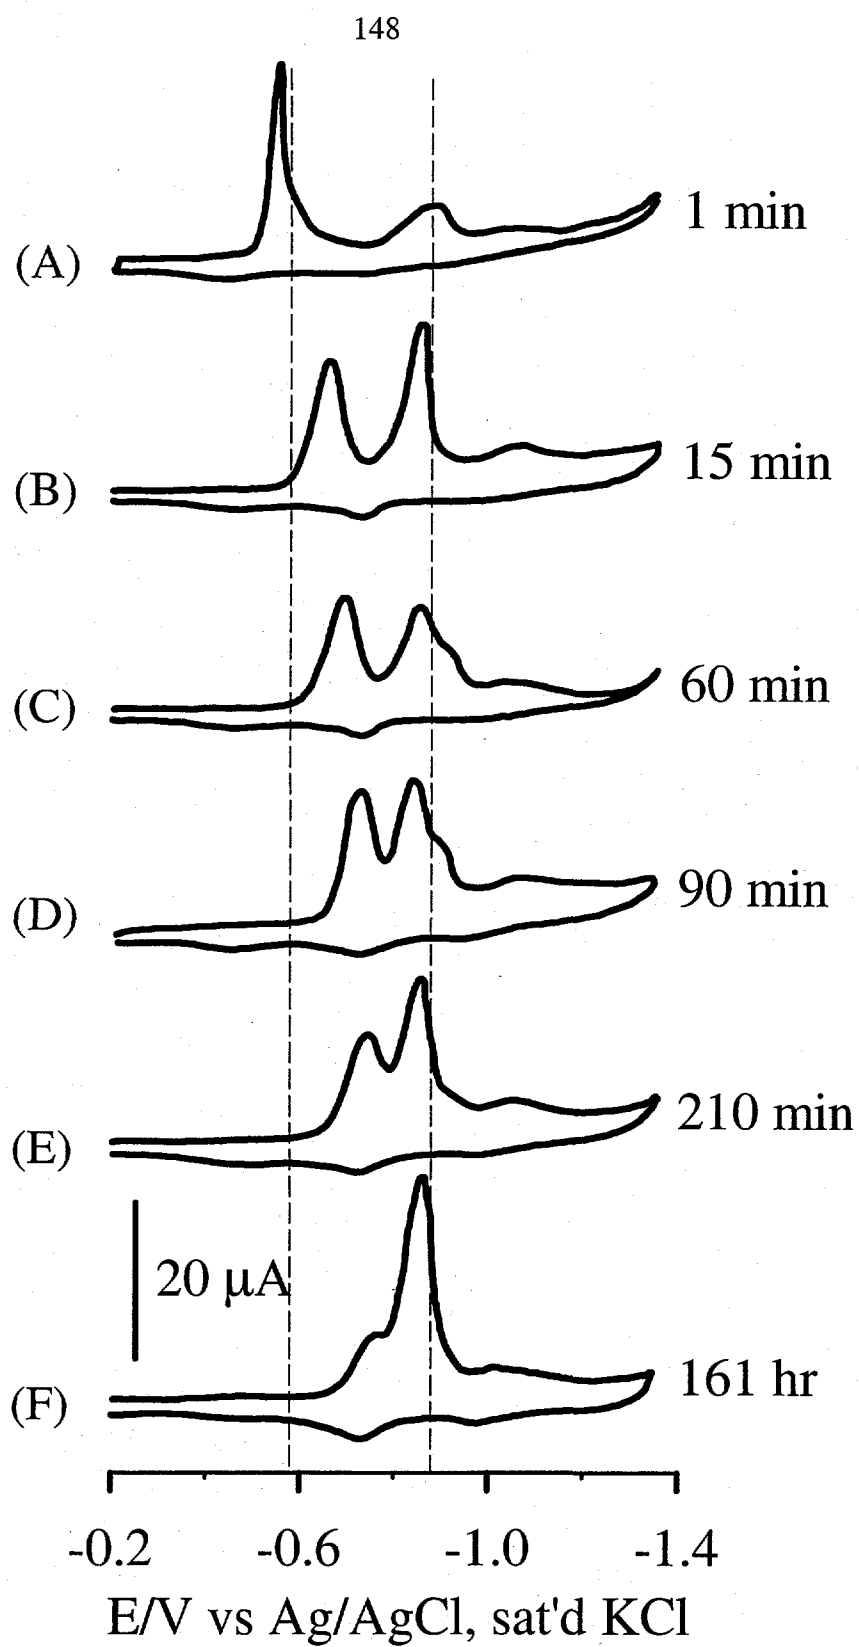 148
(A) 1 min
(B) 15 min
(C) 60 min
(D) 90 min
(E) 210 min
20 μA
(F) 161 hr
-0.2 -0.6 -1.0 -1.4
E/V vs Ag/AgCl, sat'd KCl